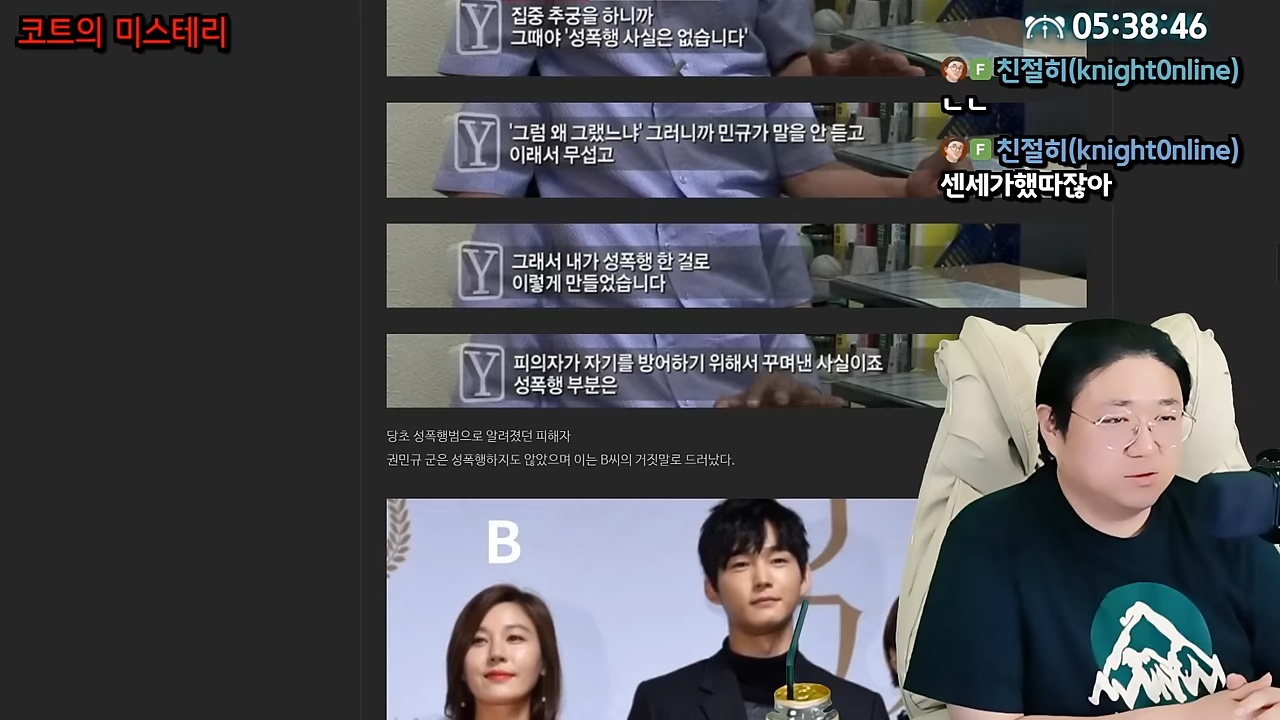 코트의 미스테리
Y
집중 추궁을 하니까
그때야 '성폭행 사실은 없습니다'
Y
'그럼 왜 그랬느냐' 그러니까 민규가 말을 안 듣고
이래서 무섭고
Y
그래서 내가 성폭행 한 걸로
이렇게 만들었습니다
Y
피의자가 자기를 방어하기 위해서 꾸며낸 사실이죠
성폭행 부분은
당초 성폭행범으로 알려졌던 피해자
권민규 군은 성폭행하지도 않았으며 이는 B씨의 거짓말로 드러났다.
B
05:38:46
F 친절히(knight0nline)
ㄴㄴ
F 친절히(knight0nline)
센세가했따잖아